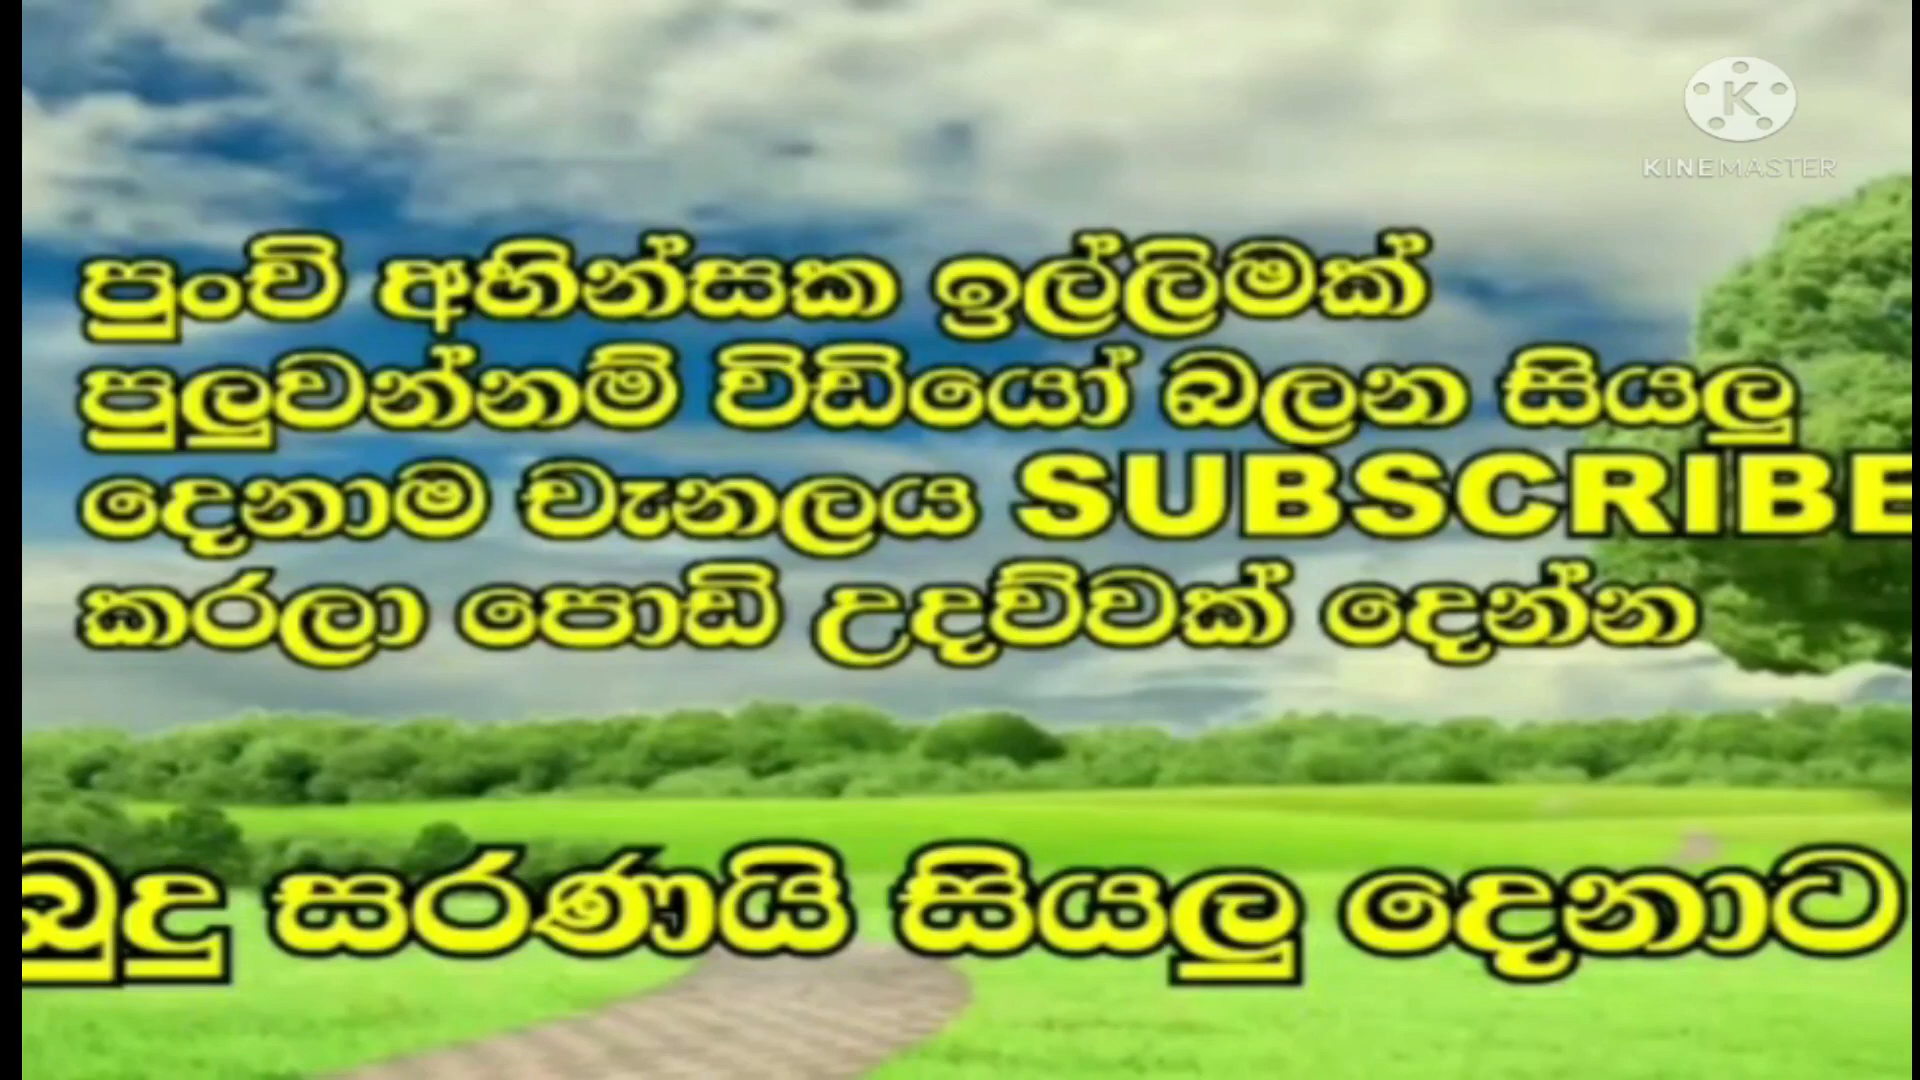 KINEMASTER
පුංචි අහින්සක ඉල්ලිමක්
පුලුවන්නම් විඩියෝ බලන සියලු
දෙනාම චැනලය SUBSCRIBE
කරලා පොඩි උදව්වක් දෙන්න
බුදු සරණයි සියලු දෙනාට